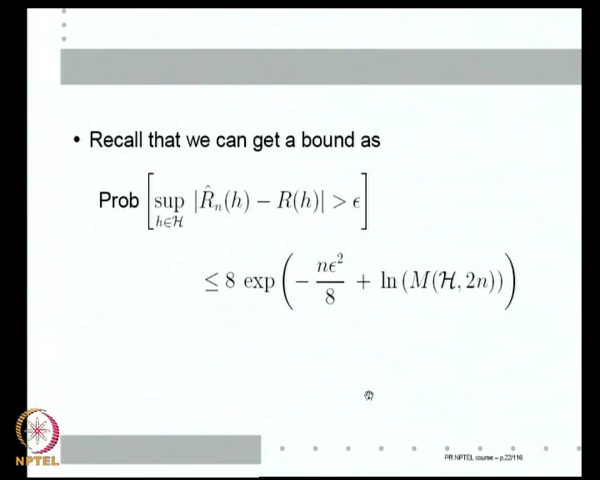 • Recall that we can get a bound as
Prob [ sup_{h∈ℋ} |R̂_n(h) − R(h)| > ϵ ]
≤ 8 exp ( − nϵ²/8 + ln (M(ℋ, 2n)) )
NPTEL
PR NPTEL course – p.22/116